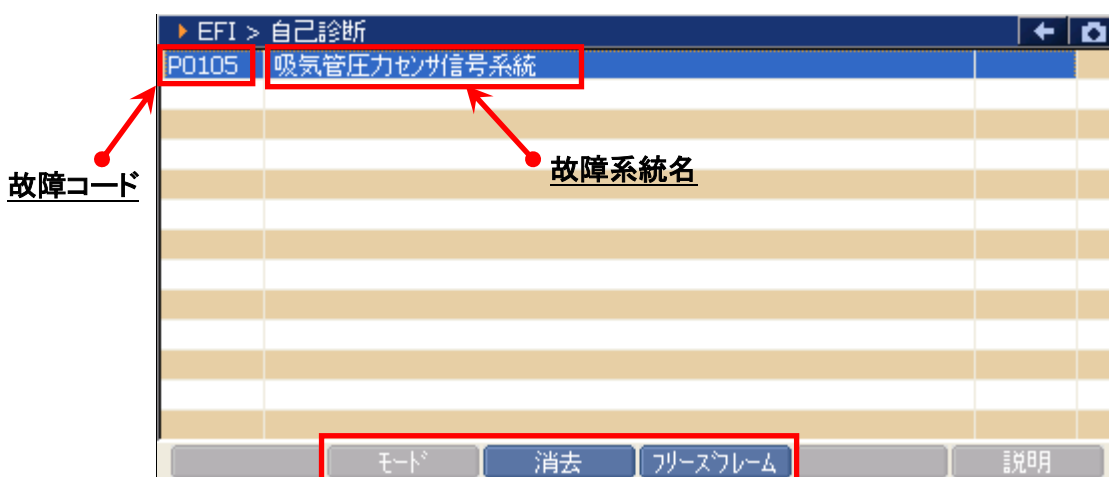 EFI > 自己診断
P0105 吸気管圧力センサ信号系統
故障コード
故障系統名
モード 消去 フリーズフレーム 説明